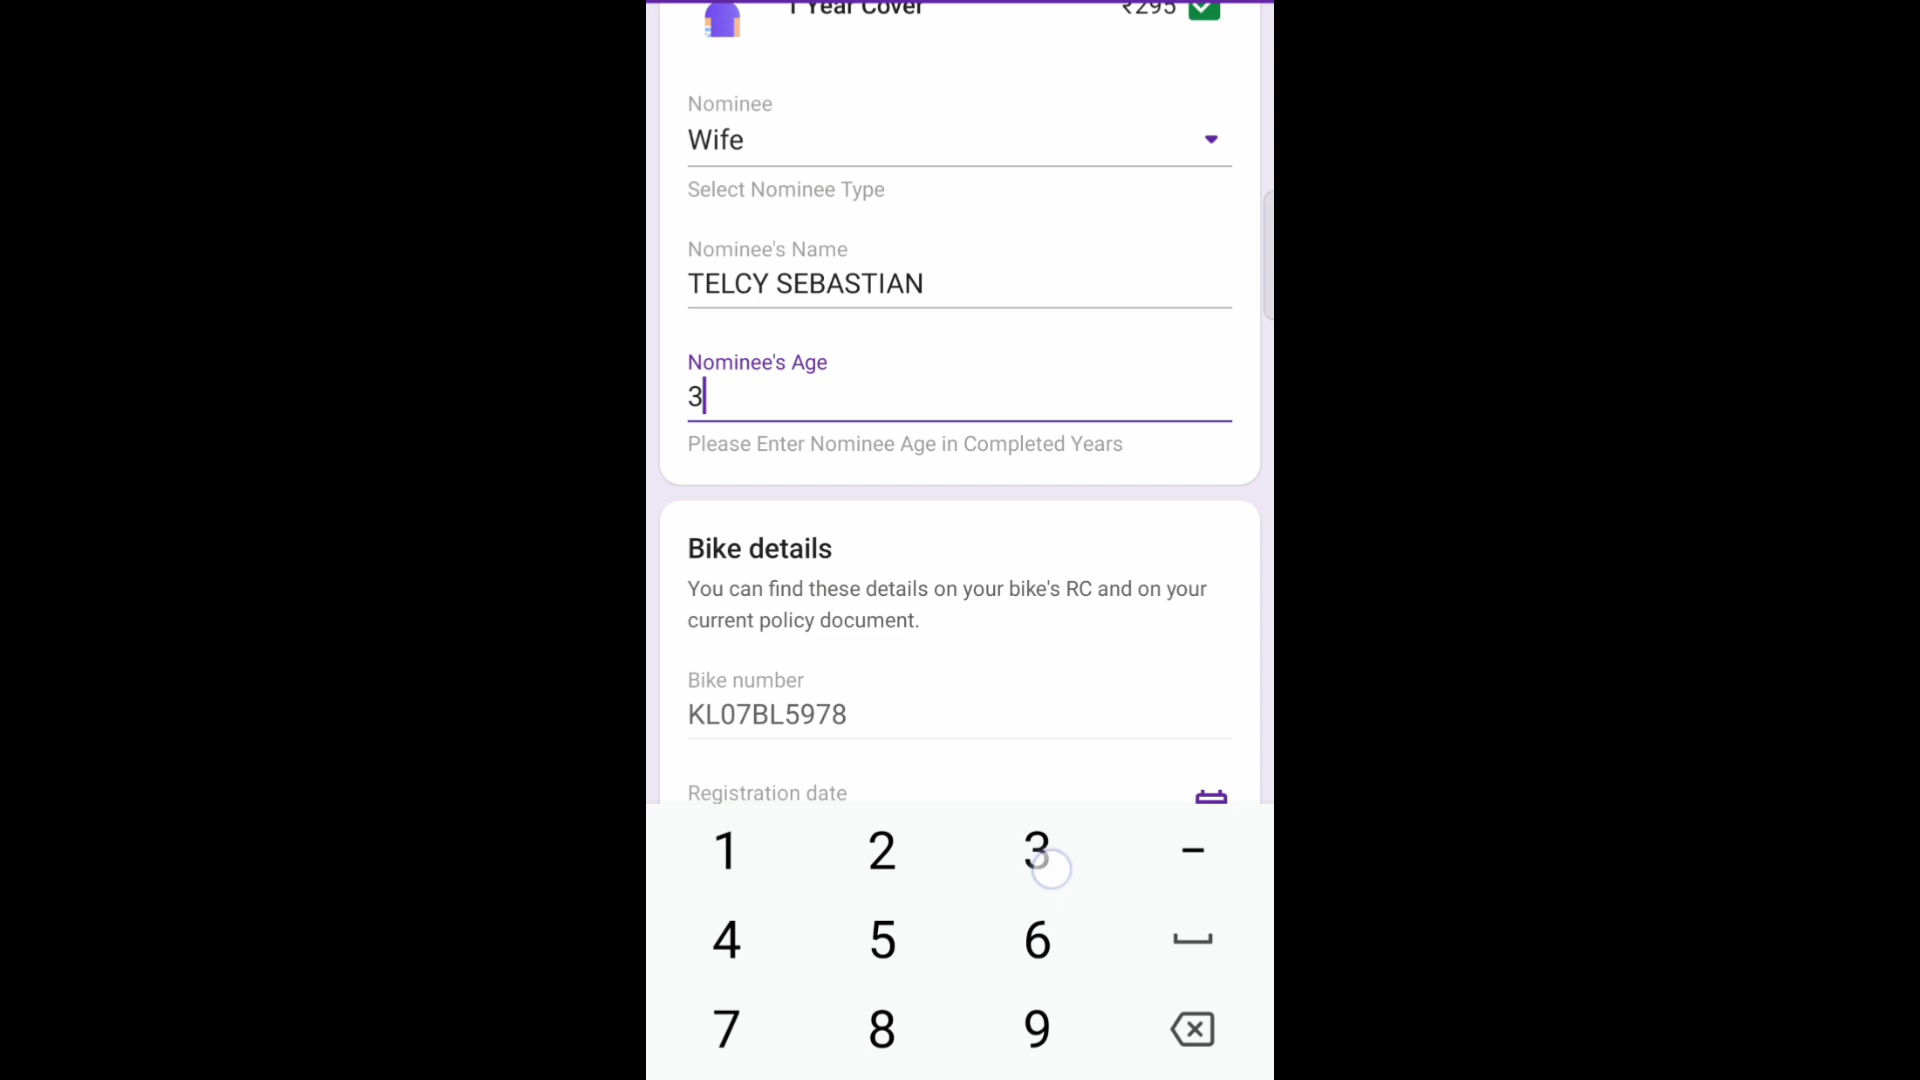 1 Year Cover ₹295
Nominee
Wife
Select Nominee Type
Nominee's Name
TELCY SEBASTIAN
Nominee's Age
3
Please Enter Nominee Age in Completed Years
Bike details
You can find these details on your bike's RC and on your
current policy document.
Bike number
KL07BL5978
Registration date
1 2 3 -
4 5 6
7 8 9